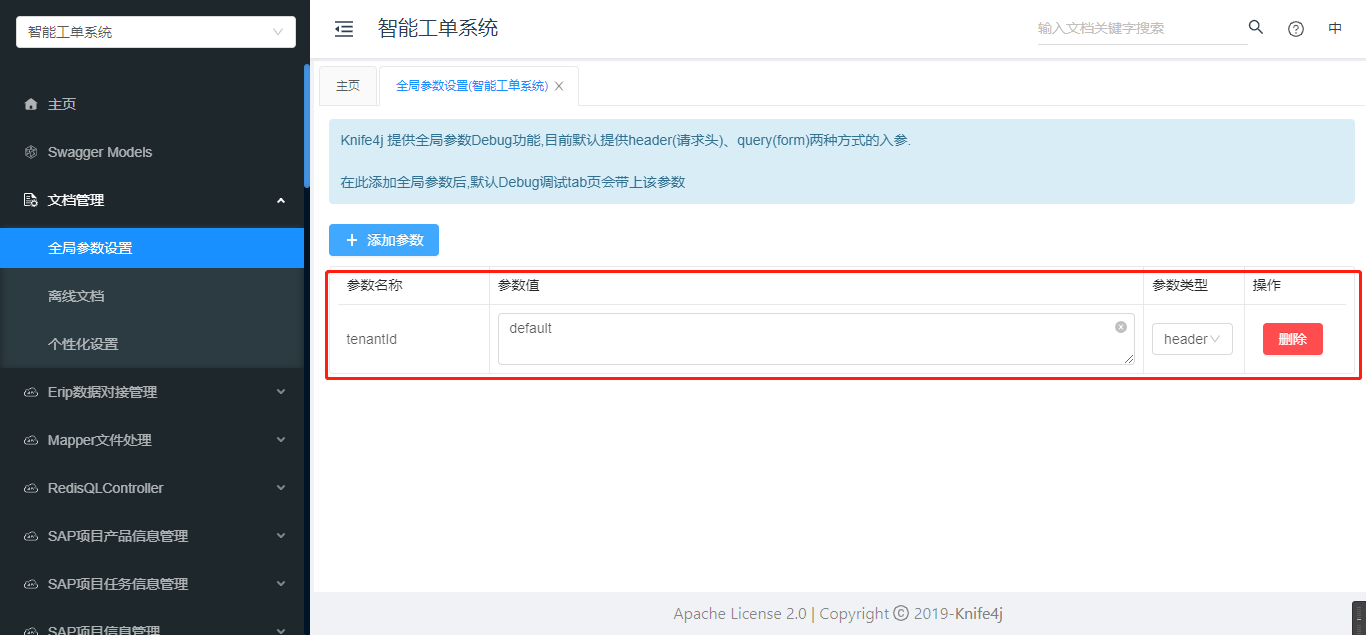 智能工单系统
主页
Swagger Models
文档管理
全局参数设置
离线文档
个性化设置
Erip数据对接管理
Mapper文件处理
RedisQLController
SAP项目产品信息管理
SAP项目任务信息管理
SAP项目信息管理
智能工单系统
输入文档关键字搜索
中
主页
全局参数设置(智能工单系统)
Knife4j 提供全局参数Debug功能,目前默认提供header(请求头)、query(form)两种方式的入参.
在此添加全局参数后,默认Debug调试tab页会带上该参数
添加参数
参数名称 参数值 参数类型 操作
tenantId default header 删除
Apache License 2.0 | Copyright © 2019-Knife4j